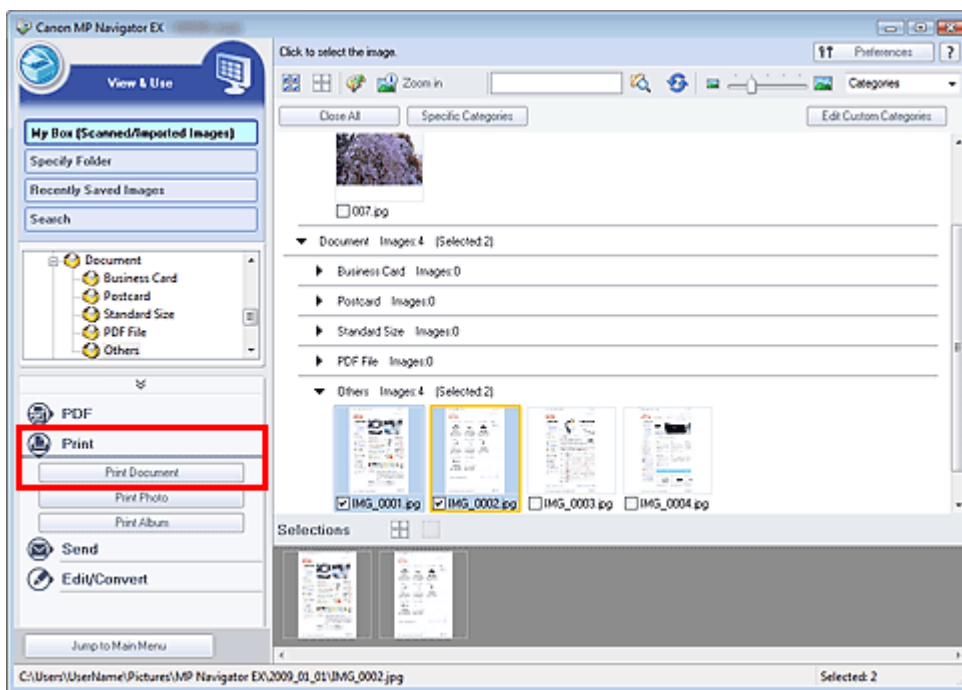 Canon MP Navigator EX
View & Use
My Box (Scanned/Imported Images)
Specify Folder
Recently Saved Images
Search
Document
Business Card
Postcard
Standard Size
PDF File
Others
PDF
Print
Print Document
Print Photo
Print Album
Send
Edit/Convert
Jump to Main Menu
Click to select the image.
Preferences ?
Zoom in
Categories
Close All Specific Categories Edit Custom Categories
007.jpg
Document Images:4 (Selected:2)
Business Card Images:0
Postcard Images:0
Standard Size Images:0
PDF File Images:0
Others Images:4 (Selected:2)
IMG_0001.jpg IMG_0002.jpg IMG_0003.jpg IMG_0004.jpg
Selections
C:\Users\UserName\Pictures\MP Navigator EX\2009_01_01\IMG_0002.jpg
Selected: 2